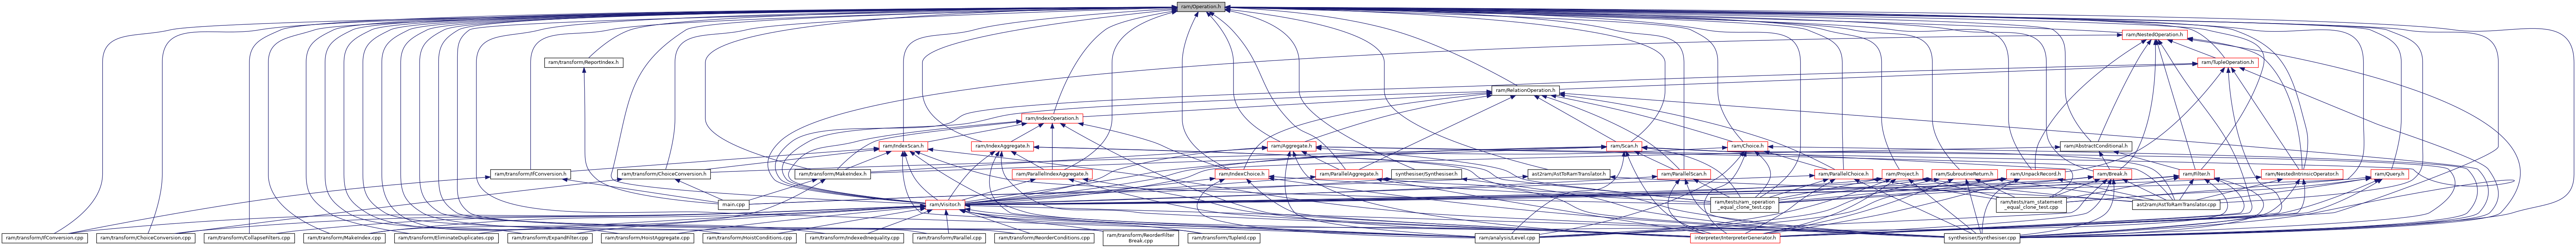 ram/Operation.h
ram/NestedOperation.h
ram/transform/ReportIndex.h
ram/TupleOperation.h
ram/RelationOperation.h
ram/IndexOperation.h
ram/IndexScan.h
ram/IndexAggregate.h
ram/Aggregate.h
ram/Scan.h
ram/Choice.h
ram/AbstractConditional.h
ram/transform/IfConversion.h
ram/transform/ChoiceConversion.h
ram/transform/MakeIndex.h
ram/ParallelIndexAggregate.h
ram/IndexChoice.h
ram/ParallelAggregate.h
synthesiser/Synthesiser.h
ast2ram/AstToRamTranslator.h
ram/ParallelScan.h
ram/ParallelChoice.h
ram/Project.h
ram/SubroutineReturn.h
ram/UnpackRecord.h
ram/Break.h
ram/Filter.h
ram/NestedIntrinsicOperator.h
ram/Query.h
main.cpp
ram/Visitor.h
ram/tests/ram_operation
_equal_clone_test.cpp
ram/tests/ram_statement
_equal_clone_test.cpp
ast2ram/AstToRamTranslator.cpp
ram/transform/IfConversion.cpp
ram/transform/ChoiceConversion.cpp
ram/transform/CollapseFilters.cpp
ram/transform/MakeIndex.cpp
ram/transform/EliminateDuplicates.cpp
ram/transform/ExpandFilter.cpp
ram/transform/HoistAggregate.cpp
ram/transform/HoistConditions.cpp
ram/transform/IndexedInequality.cpp
ram/transform/Parallel.cpp
ram/transform/ReorderConditions.cpp
ram/transform/ReorderFilter
Break.cpp
ram/transform/TupleId.cpp
ram/analysis/Level.cpp
interpreter/InterpreterGenerator.h
synthesiser/Synthesiser.cpp